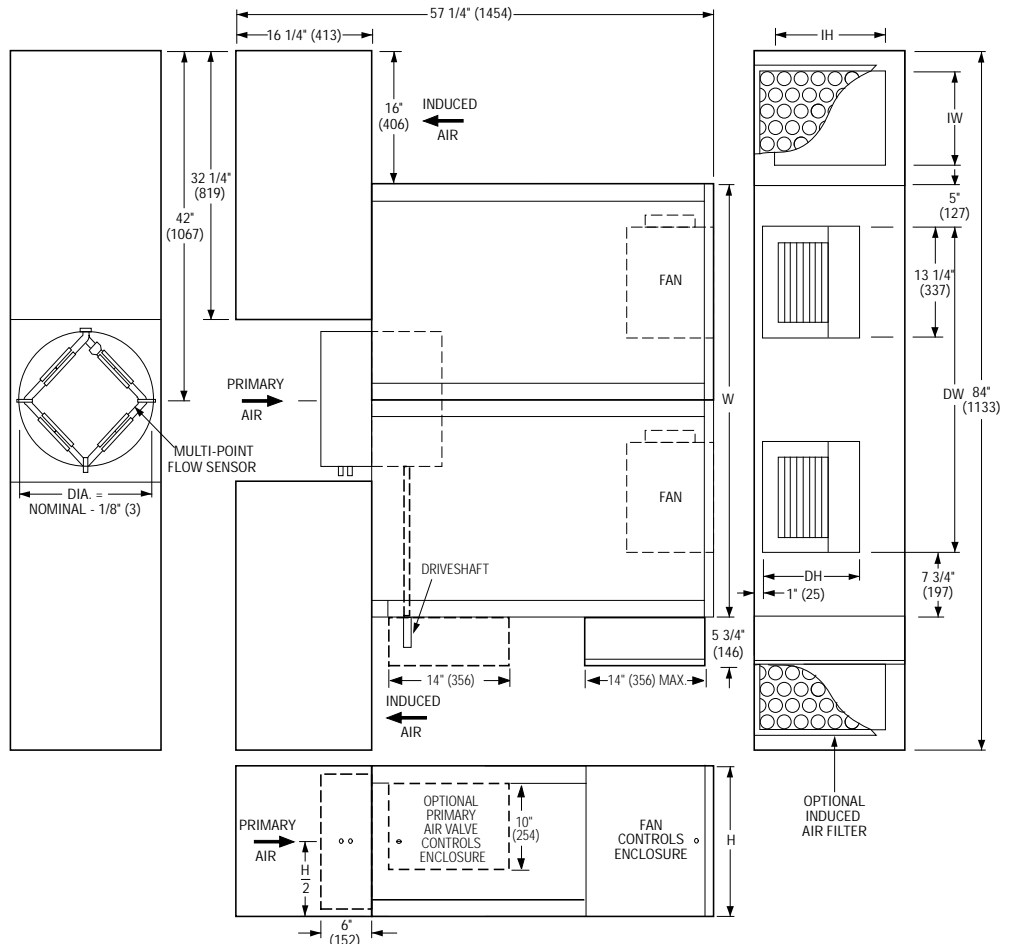 57 1/4" (1454)
16 1/4" (413)
IH
16"
(406)
INDUCED
AIR
IW
32 1/4"
(819)
42"
(1067)
5"
(127)
FAN
13 1/4"
(337)
PRIMARY
AIR
W
DW
84"
(1133)
MULTI-POINT
FLOW SENSOR
FAN
DIA. =
NOMINAL - 1/8" (3)
DRIVESHAFT
DH
1" (25)
7 3/4"
(197)
5 3/4"
(146)
14" (356)
14" (356) MAX.
INDUCED
AIR
OPTIONAL
INDUCED
AIR FILTER
PRIMARY
AIR
OPTIONAL
PRIMARY
AIR VALVE
CONTROLS
ENCLOSURE
10"
(254)
FAN
CONTROLS
ENCLOSURE
H
H
2
6"
(152)